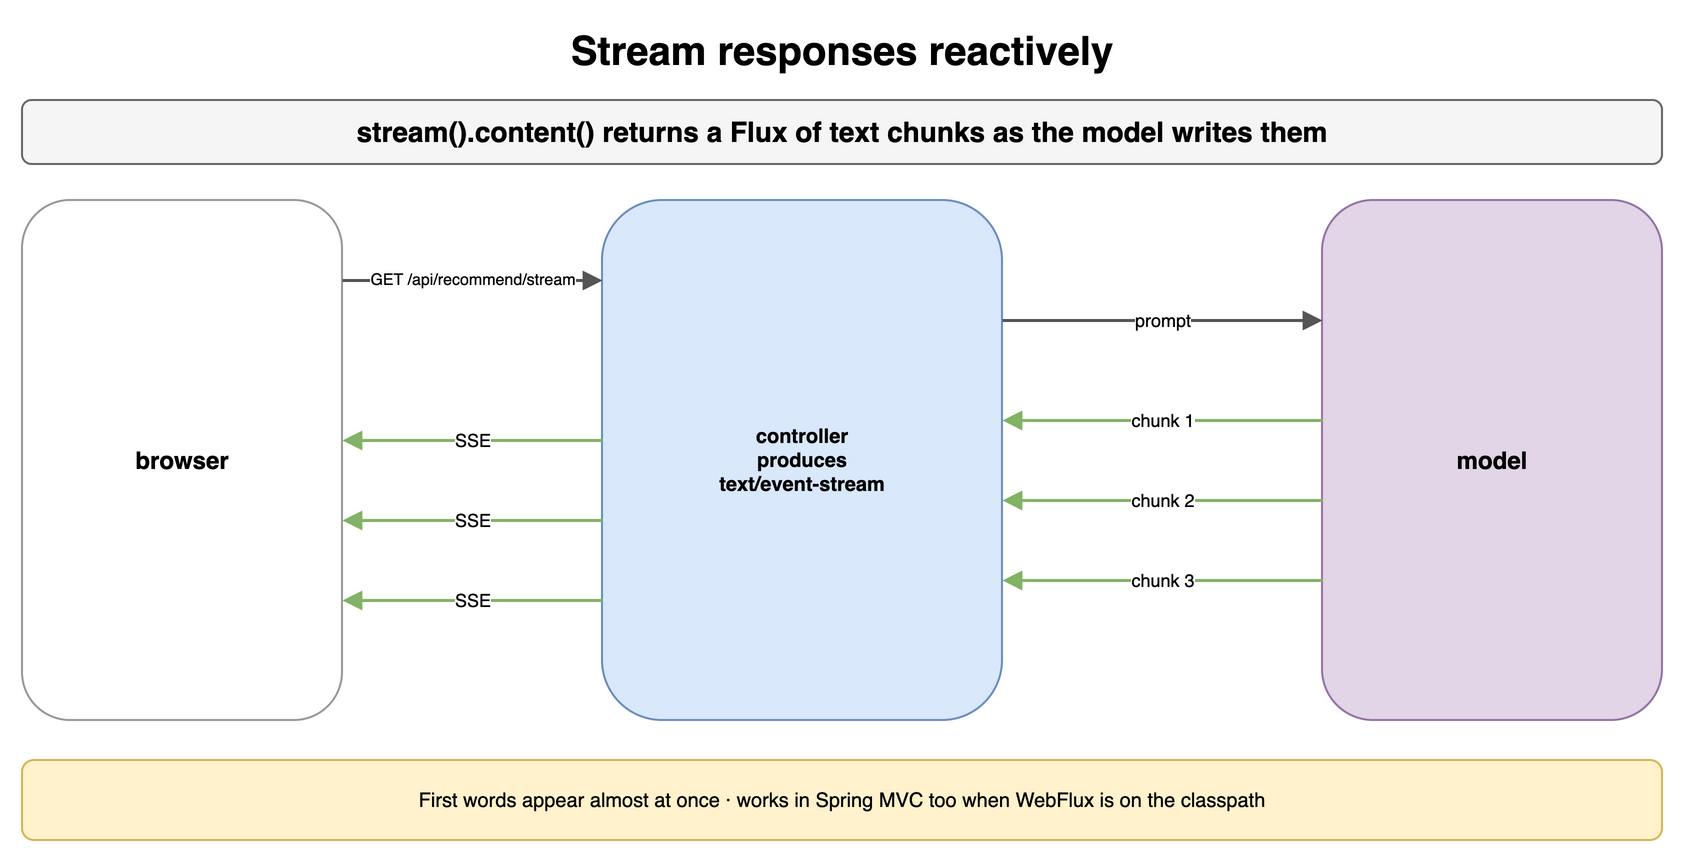 Stream responses reactively
stream().content() returns a Flux of text chunks as the model writes them
GET /api/recommend/stream
prompt
chunk 1
SSE
controller
produces
text/event-stream
browser
model
chunk 2
SSE
chunk 3
SSE
First words appear almost at once · works in Spring MVC too when WebFlux is on the classpath